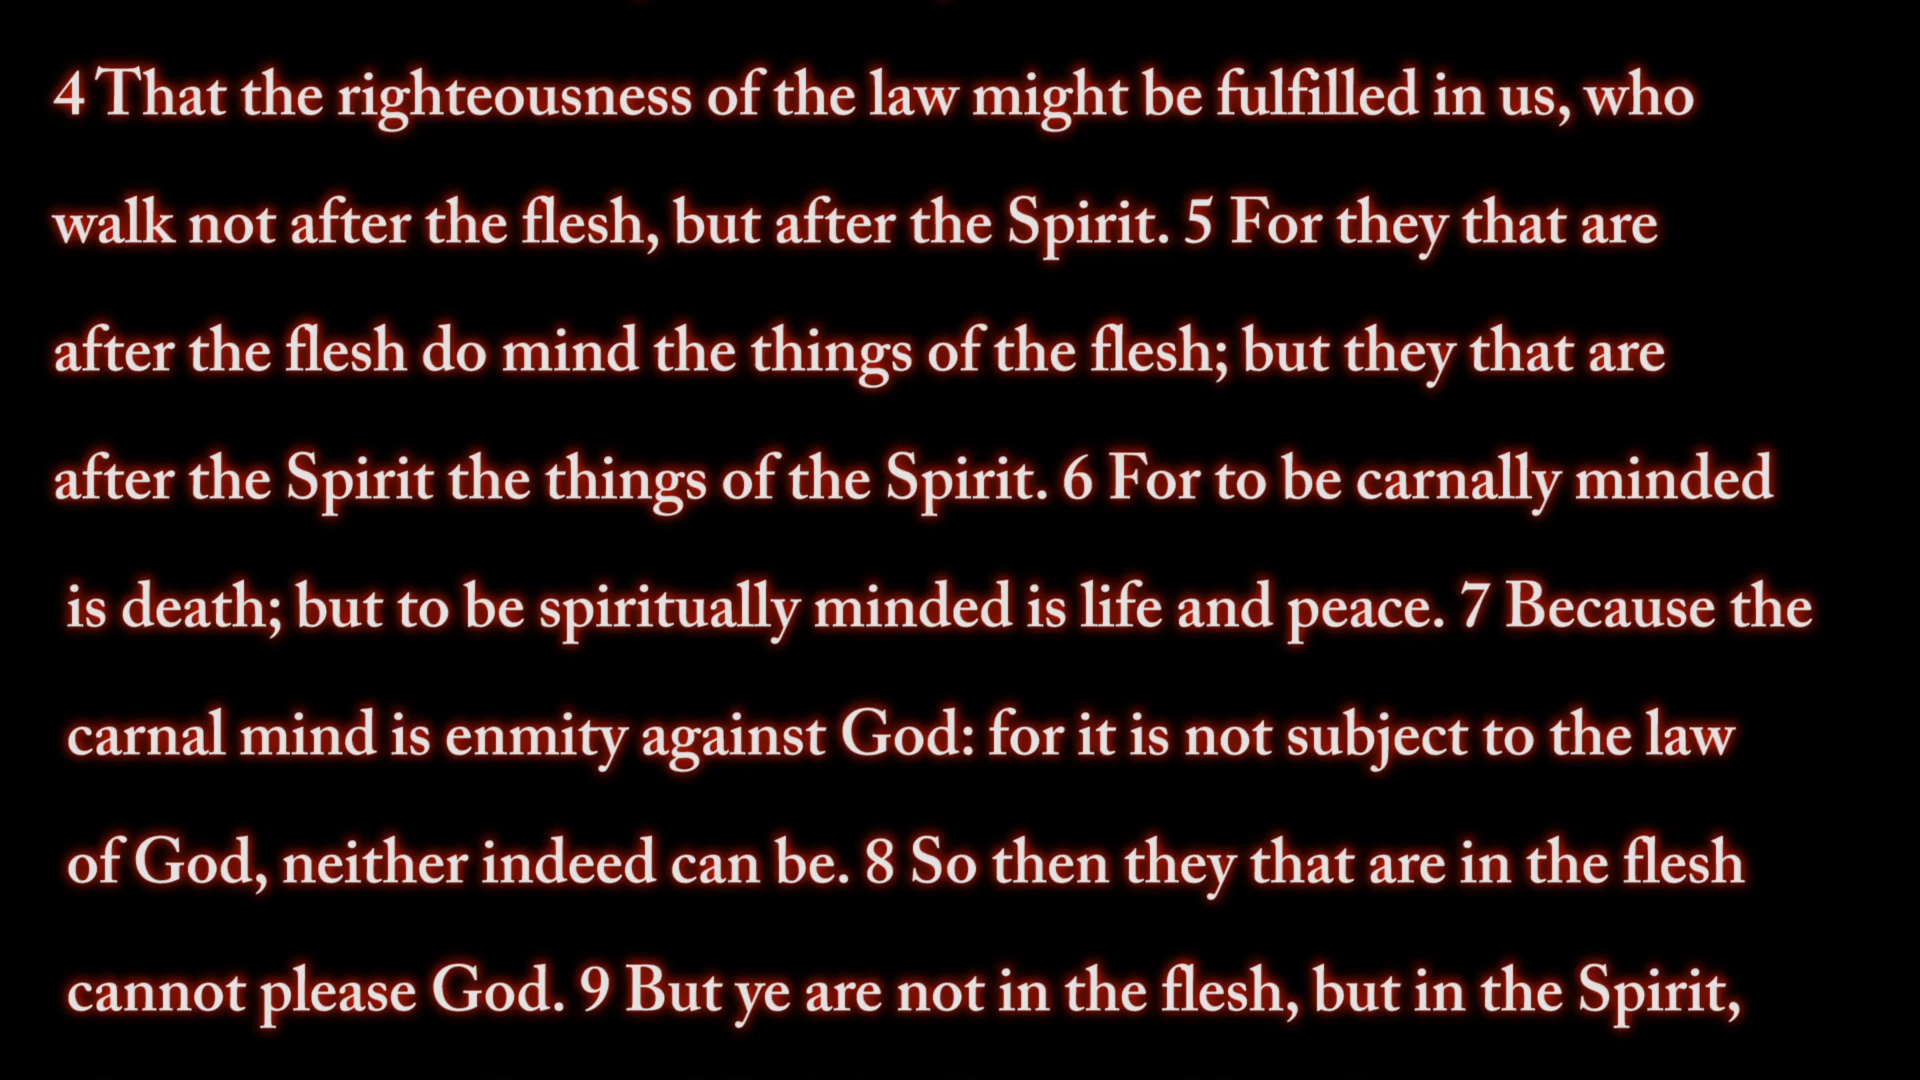 4 That the righteousness of the law might be fulfilled in us, who
walk not after the flesh, but after the Spirit. 5 For they that are
after the flesh do mind the things of the flesh; but they that are
after the Spirit the things of the Spirit. 6 For to be carnally minded
is death; but to be spiritually minded is life and peace. 7 Because the
carnal mind is enmity against God: for it is not subject to the law
of God, neither indeed can be. 8 So then they that are in the flesh
cannot please God. 9 But ye are not in the flesh, but in the Spirit,